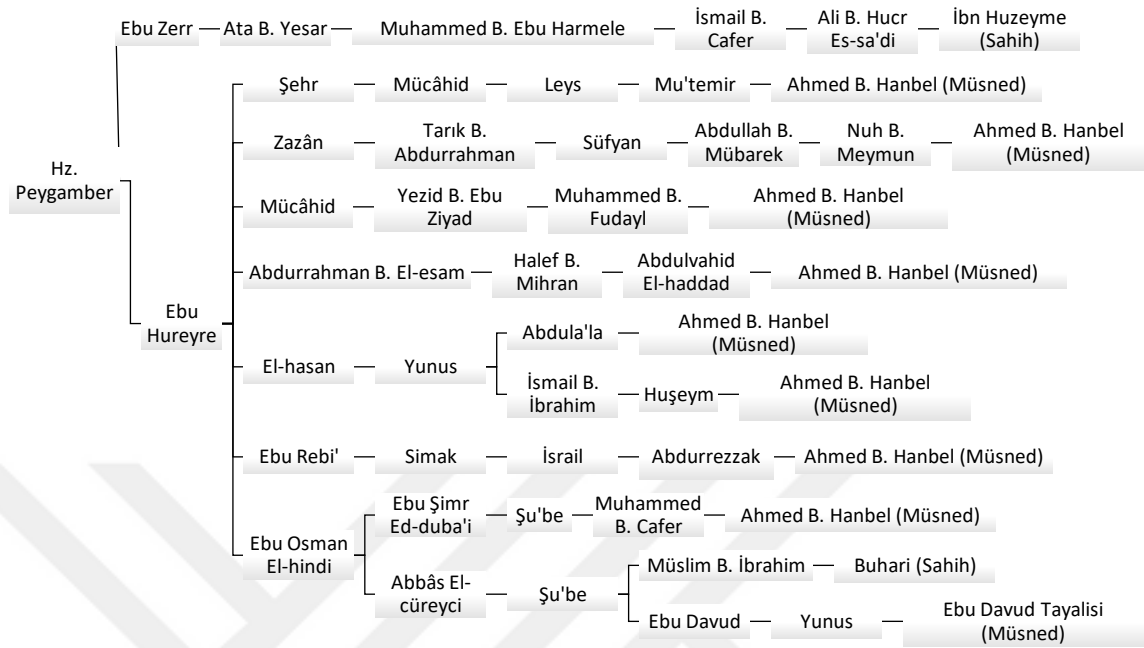 Ebu Zerr
Ata B. Yesar
Muhammed B. Ebu Harmele
İsmail B.
Cafer
Ali B. Hucr
Es-sa'di
İbn Huzeyme
(Sahih)
Hz.
Peygamber
Ebu
Hureyre
Şehr
Mücâhid
Leys
Mu'temir
Ahmed B. Hanbel (Müsned)
Zazân
Tarık B.
Abdurrahman
Süfyan
Abdullah B.
Mübarek
Nuh B.
Meymun
Ahmed B. Hanbel
(Müsned)
Mücâhid
Yezid B. Ebu
Ziyad
Muhammed B.
Fudayl
Ahmed B. Hanbel
(Müsned)
Abdurrahman B. El-esam
Halef B.
Mihran
Abdulvahid
El-haddad
Ahmed B. Hanbel (Müsned)
El-hasan
Yunus
Abdula'la
Ahmed B. Hanbel
(Müsned)
İsmail B.
İbrahim
Huşeym
Ahmed B. Hanbel
(Müsned)
Ebu Rebi'
Simak
İsrail
Abdurrezzak
Ahmed B. Hanbel (Müsned)
Ebu Osman
El-hindi
Ebu Şimr
Ed-duba'i
Şu'be
Muhammed
B. Cafer
Ahmed B. Hanbel (Müsned)
Abbâs El-
cüreyci
Şu'be
Müslim B. İbrahim
Buhari (Sahih)
Ebu Davud
Yunus
Ebu Davud Tayalisi
(Müsned)